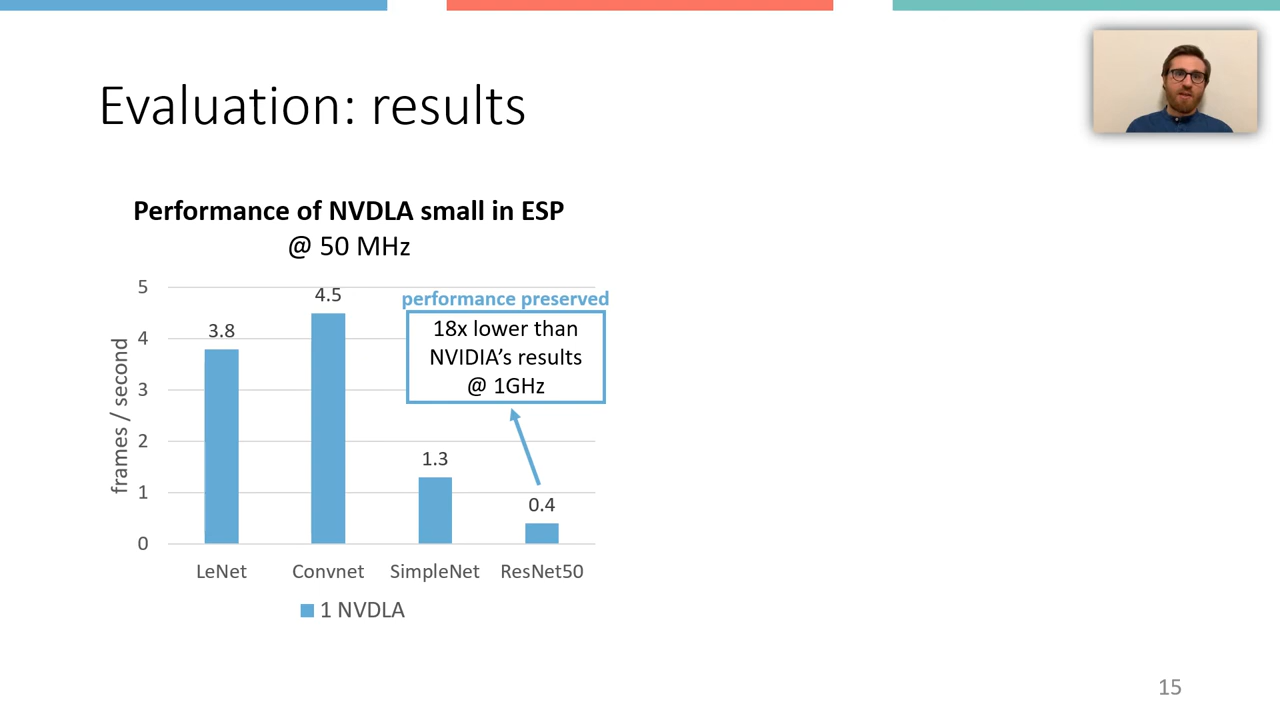 Evaluation: results
Performance of NVDLA small in ESP
@ 50 MHz
frames / second
5
4
3
2
1
0
3.8
4.5
1.3
0.4
performance preserved
18x lower than
NVIDIA’s results
@ 1GHz
LeNet
Convnet
SimpleNet
ResNet50
1 NVDLA
15